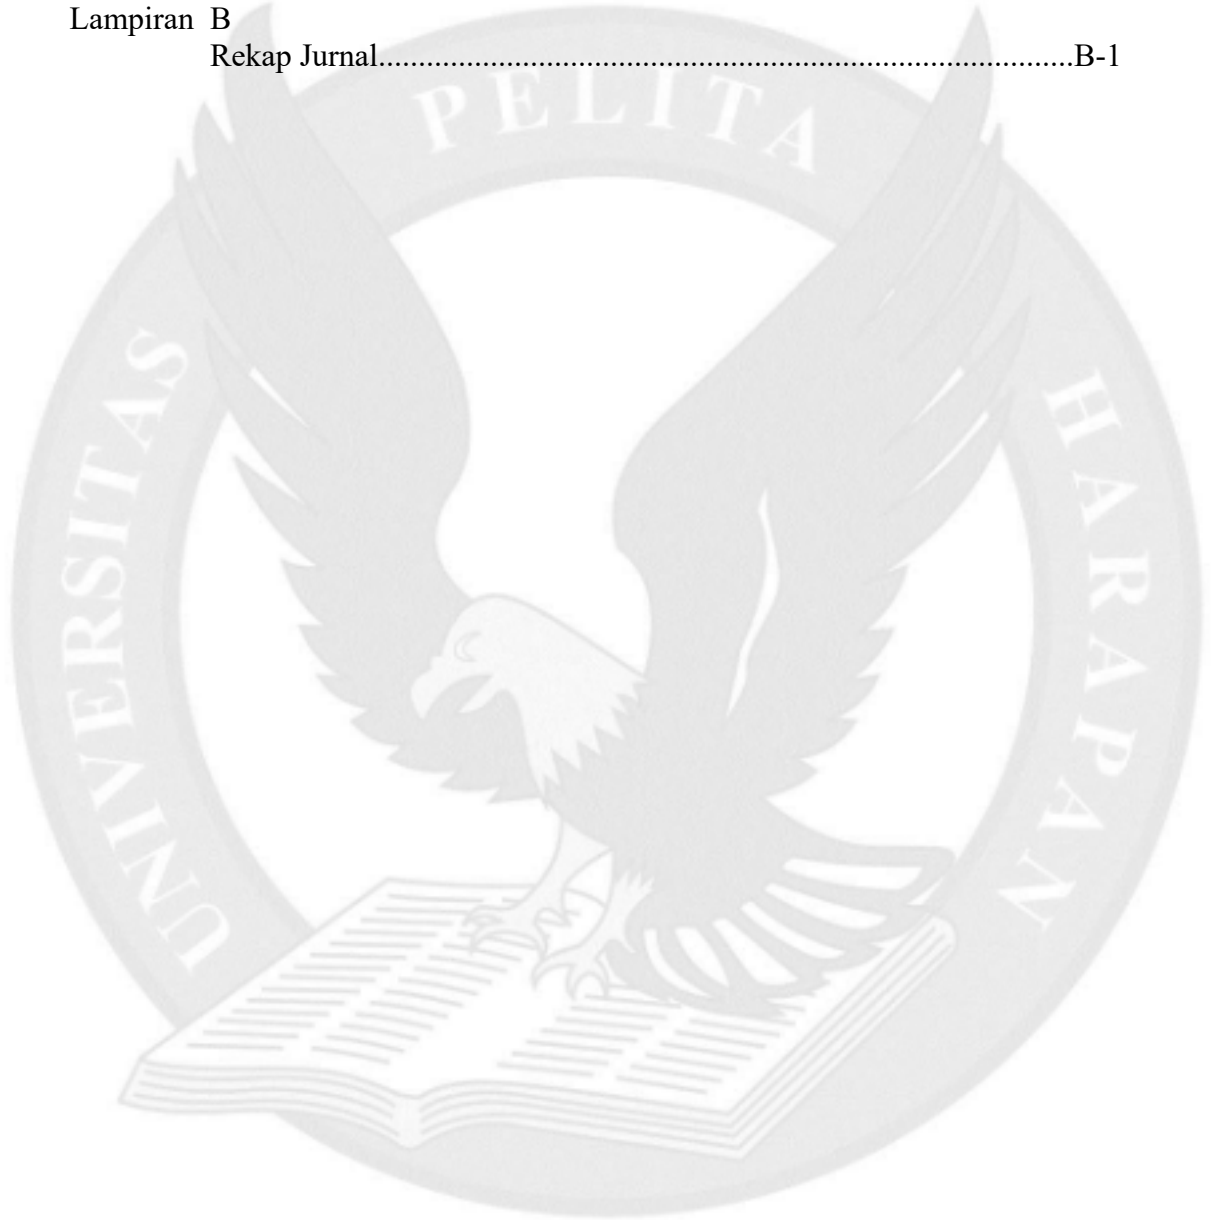 Lampiran B
Rekap Jurnal.....................................................................................B-1
PELITA
UNIVERSITAS
HARAPAN